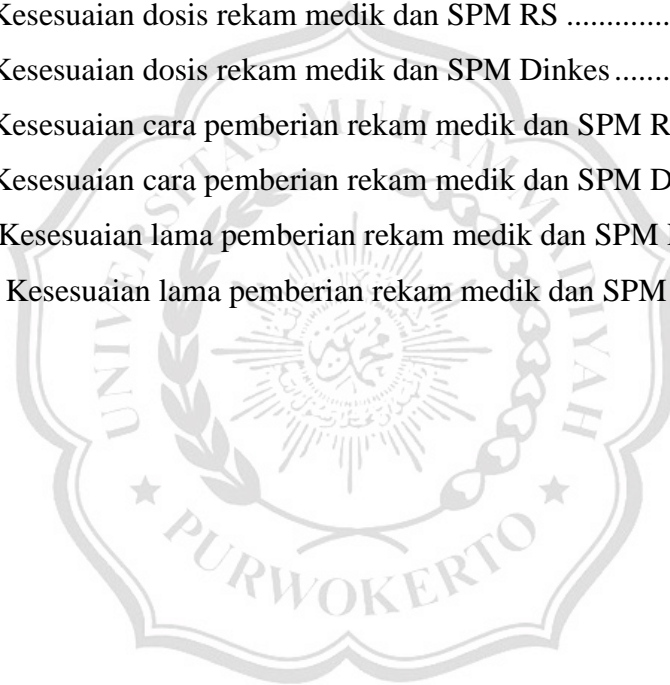 Kesesuaian dosis rekam medik dan SPM RS .............
Kesesuaian dosis rekam medik dan SPM Dinkes ........
Kesesuaian cara pemberian rekam medik dan SPM R
Kesesuaian cara pemberian rekam medik dan SPM D
Kesesuaian lama pemberian rekam medik dan SPM
Kesesuaian lama pemberian rekam medik dan SPM
UNIVERSITAS MUHAMMADIYAH
PURWOKERTO